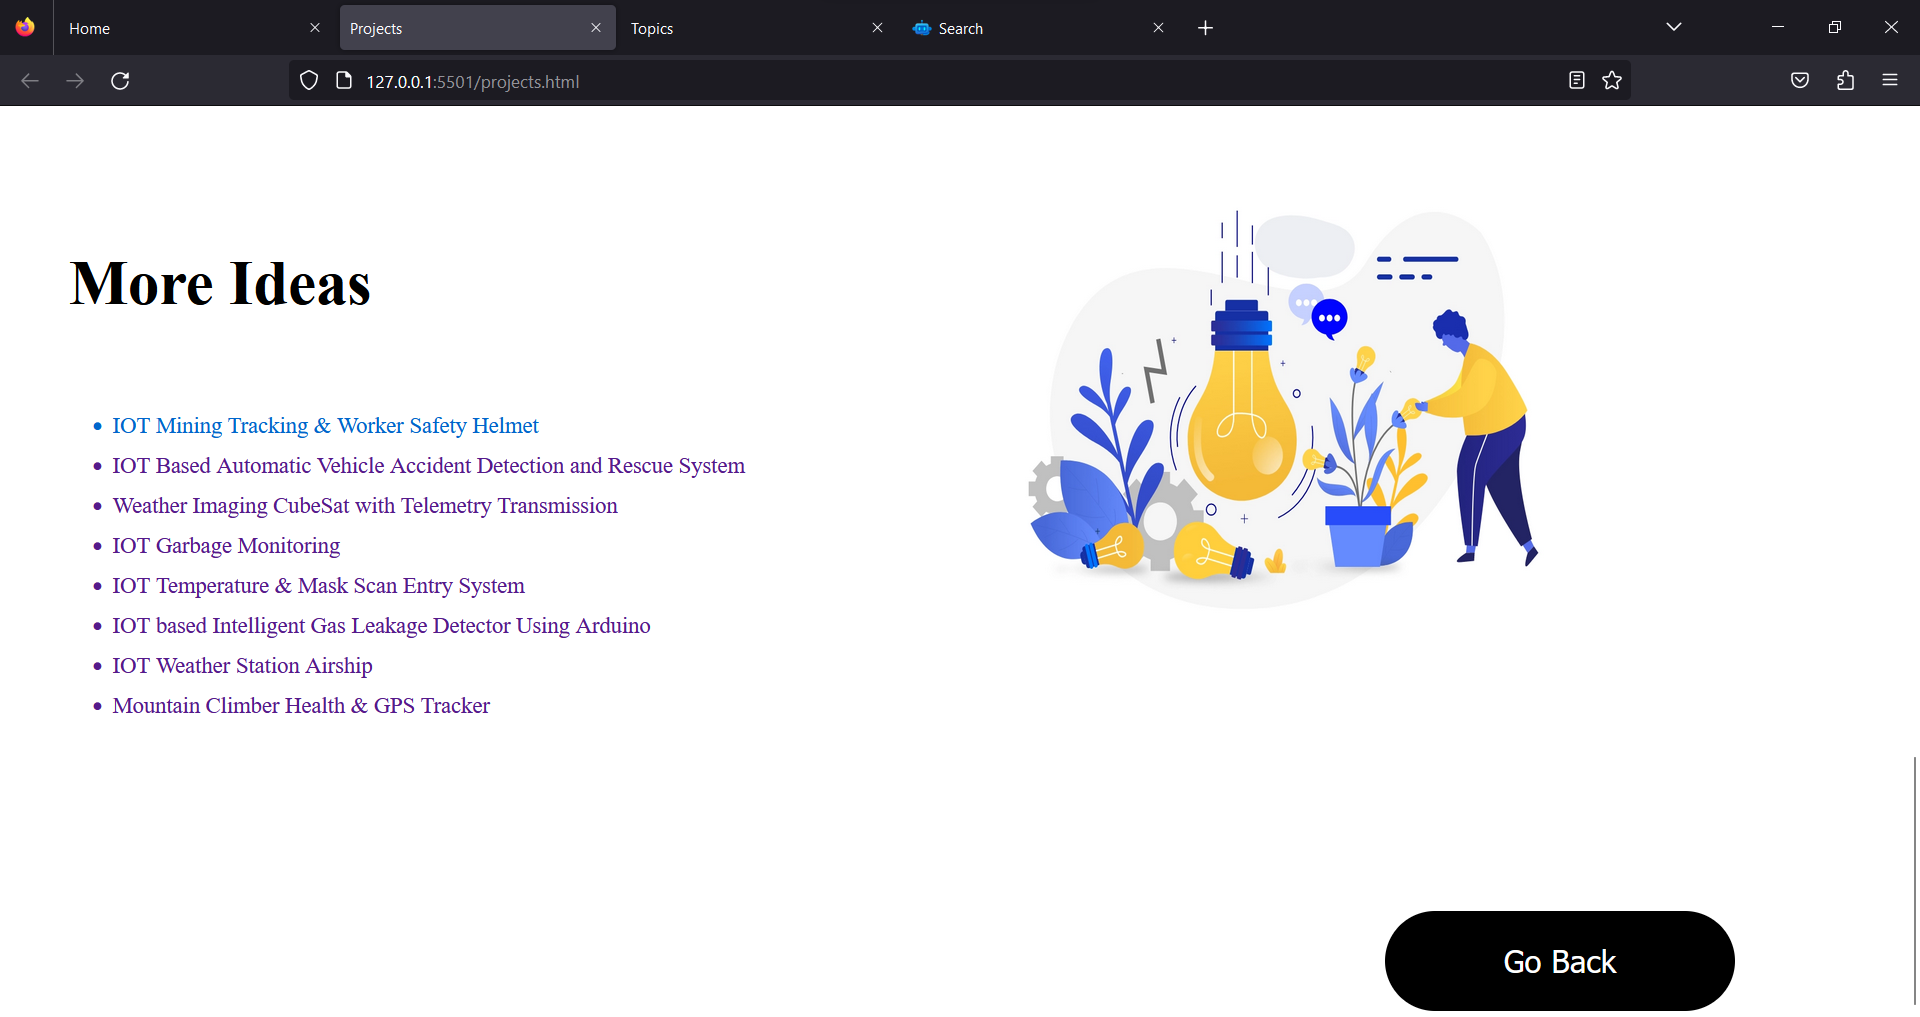 Home
Projects
Topics
Search
127.0.0.1:5501/projects.html
More Ideas
IOT Mining Tracking & Worker Safety Helmet
IOT Based Automatic Vehicle Accident Detection and Rescue System
Weather Imaging CubeSat with Telemetry Transmission
IOT Garbage Monitoring
IOT Temperature & Mask Scan Entry System
IOT based Intelligent Gas Leakage Detector Using Arduino
IOT Weather Station Airship
Mountain Climber Health & GPS Tracker
Go Back